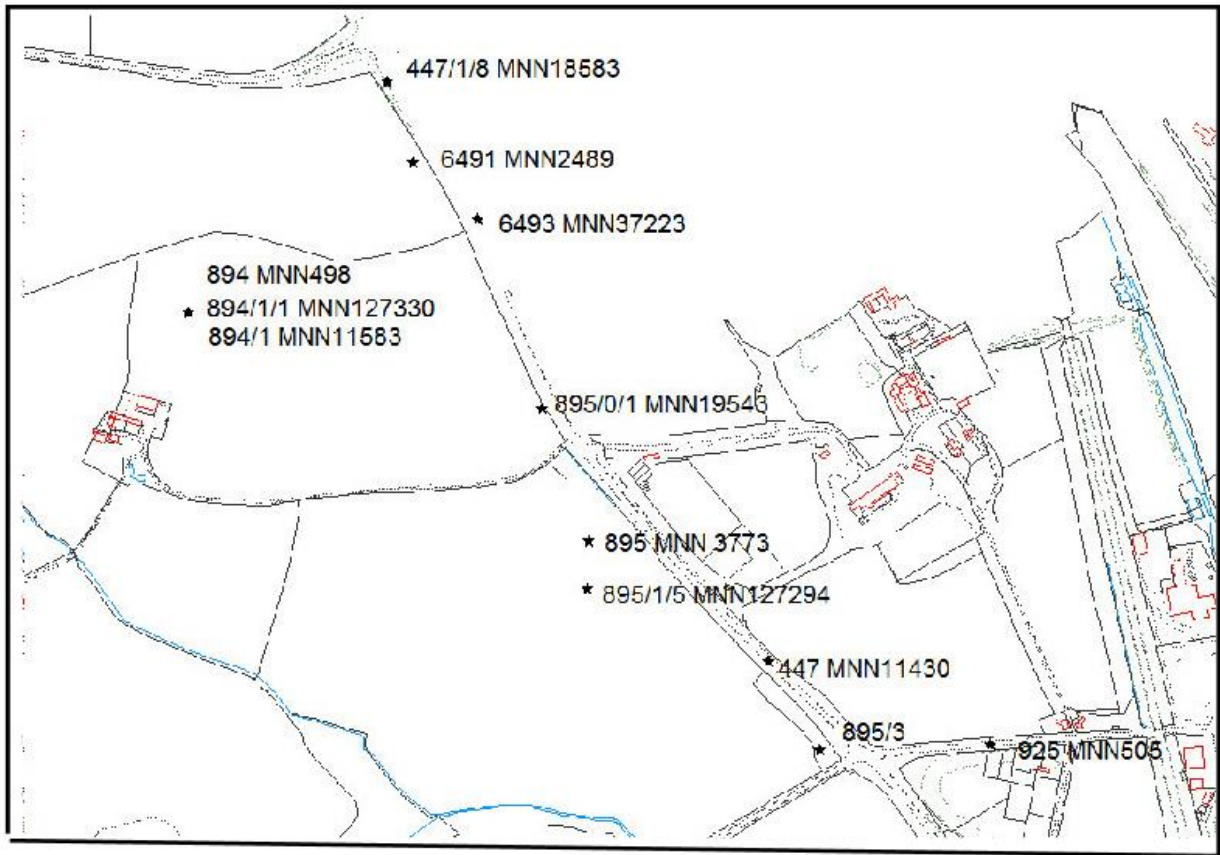 447/1/8 MNN18583
6491 MNN2489
6493 MNN37223
894 MNN498
894/1/1 MNN127330
894/1 MNN11583
895/0/1 MNN19543
895 MNN 3773
895/1/5 MNN127294
447 MNN11430
895/3
925 MNN505